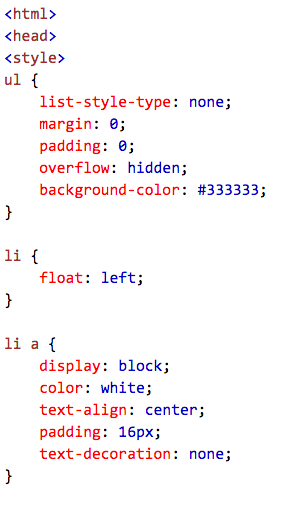 <html>
<head>
<style>
ul {
    list-style-type: none;
    margin: 0;
    padding: 0;
    overflow: hidden;
    background-color: #333333;
}

li {
    float: left;
}

li a {
    display: block;
    color: white;
    text-align: center;
    padding: 16px;
    text-decoration: none;
}